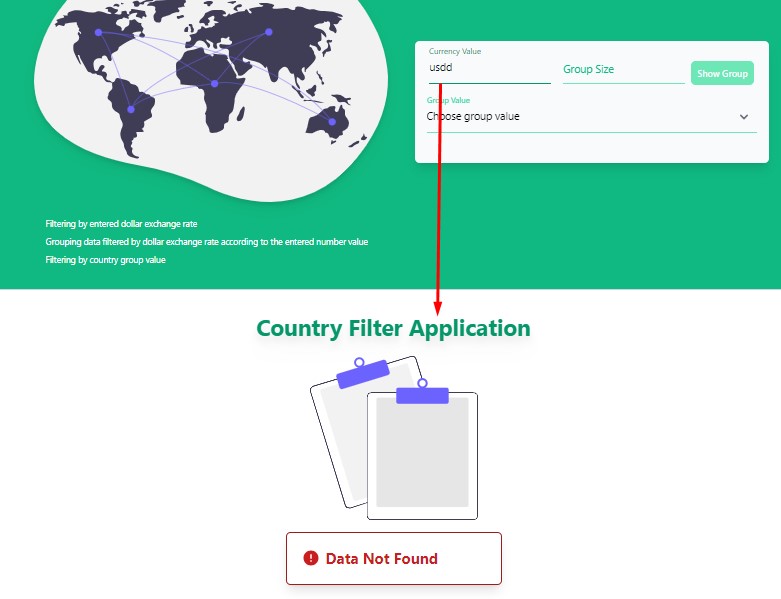 Currency Value
usdd
Group Size
Show Group
Group Value
Choose group value
Filtering by entered dollar exchange rate
Grouping data filtered by dollar exchange rate according to the entered number value
Filtering by country group value
Country Filter Application
Data Not Found